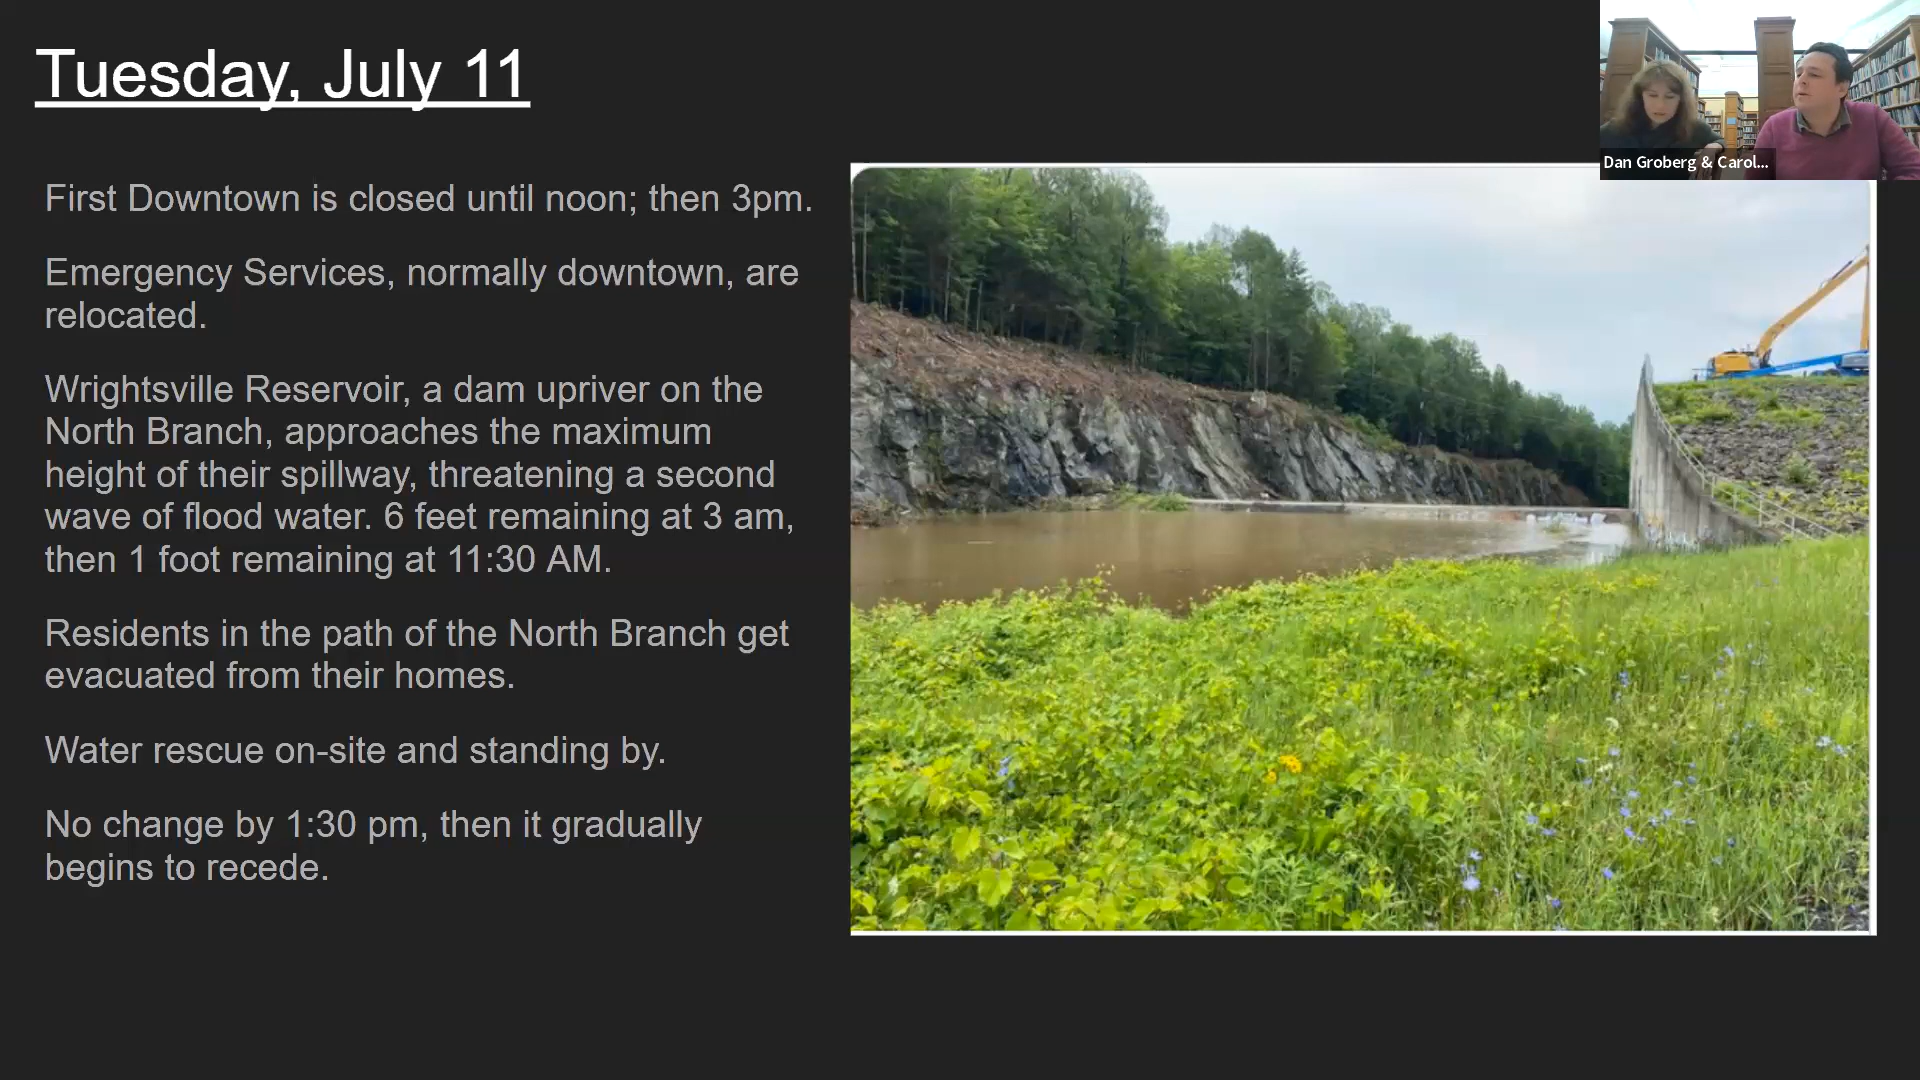 Tuesday, July 11
Dan Groberg & Carol...
First Downtown is closed until noon; then 3pm.
Emergency Services, normally downtown, are
relocated.
Wrightsville Reservoir, a dam upriver on the
North Branch, approaches the maximum
height of their spillway, threatening a second
wave of flood water. 6 feet remaining at 3 am,
then 1 foot remaining at 11:30 AM.
Residents in the path of the North Branch get
evacuated from their homes.
Water rescue on-site and standing by.
No change by 1:30 pm, then it gradually
begins to recede.